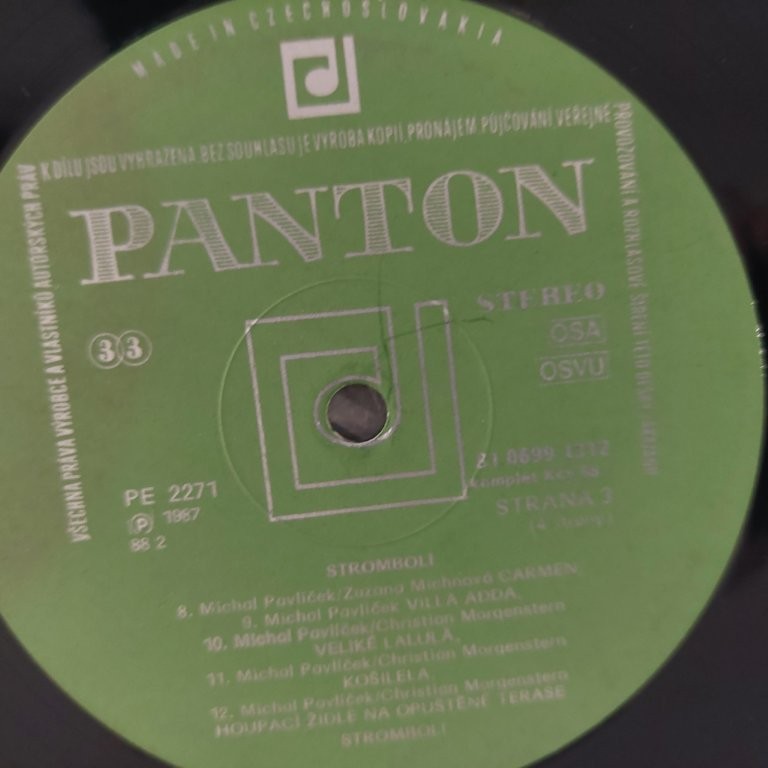 MADE IN CZECHOSLOVAKIA
VŠECHNA PRÁVA VÝROBCE A VLASTNÍKŮ AUTORSKÝCH PRÁV
K DÍLU JSOU VYHRAZENA. BEZ SOUHLASU JE VÝROBA KOPIÍ, PRONÁJEM PŮJČOVÁNÍ VEŘEJNÉ
PROVOZOVÁNÍ A ROZHLASOVÉ ŠÍŘENÍ TÉTO DESKY
PANTON
STEREO
33
OSA
OSVU
PE 2271
Ⓟ 1987
88 2
STRANA 3
STROMBOLI
8. Michal Pavlíček/Zuzana Michnová CARMEN
9. Michal Pavlíček VILLA ADDA,
10. Michal Pavlíček/Christian Morgenstern
VELIKÉ LALULÁ,
11. Michal Pavlíček/Christian Morgenstern
KOŠILELA
12. Michal Pavlíček/Christian Morgenstern
HOUPACÍ ŽIDLE NA OPUŠTĚNÉ TERASE
STROMBOLI